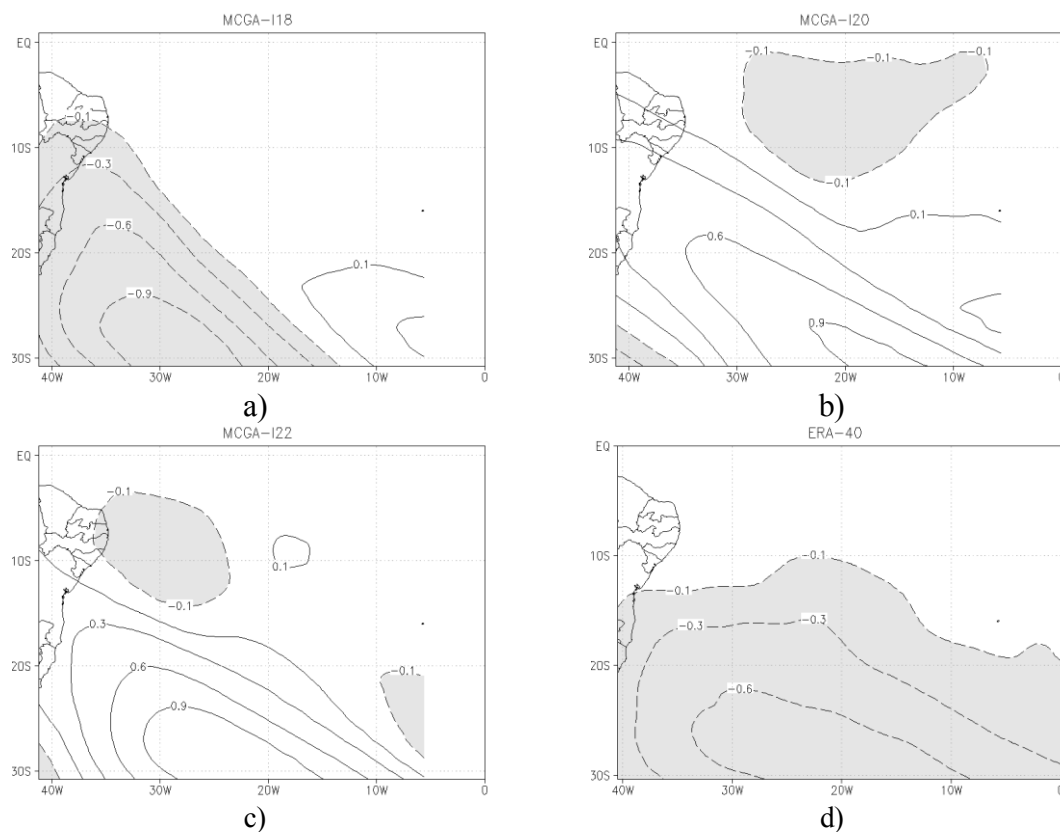 MCGA-I18
EQ
10S
20S
30S
40W 30W 20W 10W 0
-0.1
-0.3
-0.6
-0.9
0.1
a)
MCGA-I20
EQ
10S
20S
30S
40W 30W 20W 10W 0
-0.1 -0.1 -0.1
-0.1
0.1
0.6
0.9
b)
MCGA-I22
EQ
10S
20S
30S
40W 30W 20W 10W 0
-0.1
0.1
-0.1
0.3
0.6
-0.1
0.9
c)
ERA-40
EQ
10S
20S
30S
40W 30W 20W 10W 0
-0.1
-0.1
-0.3 -0.3
-0.6
d)